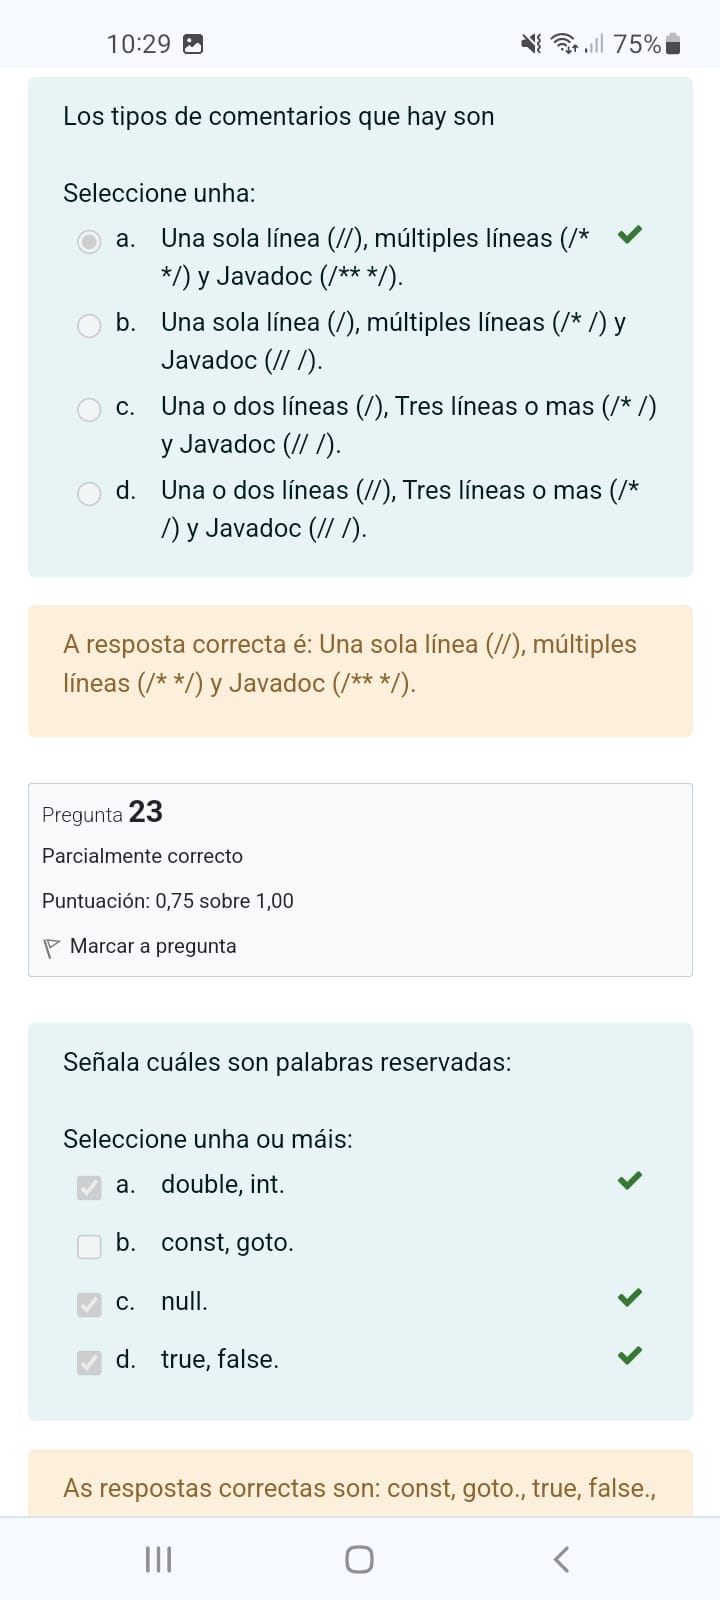 10:29
75%
Los tipos de comentarios que hay son
Seleccione unha:
a. Una sola línea (//), múltiples líneas (/*
*/) y Javadoc (/** */).
b. Una sola línea (/), múltiples líneas (/* /) y
Javadoc (// /).
c. Una o dos líneas (/), Tres líneas o mas (/* /)
y Javadoc (// /).
d. Una o dos líneas (//), Tres líneas o mas (/*
/) y Javadoc (// /).
A resposta correcta é: Una sola línea (//), múltiples
líneas (/* */) y Javadoc (/** */).
Pregunta 23
Parcialmente correcto
Puntuación: 0,75 sobre 1,00
Marcar a pregunta
Señala cuáles son palabras reservadas:
Seleccione unha ou máis:
a. double, int.
b. const, goto.
c. null.
d. true, false.
As respostas correctas son: const, goto., true, false.,